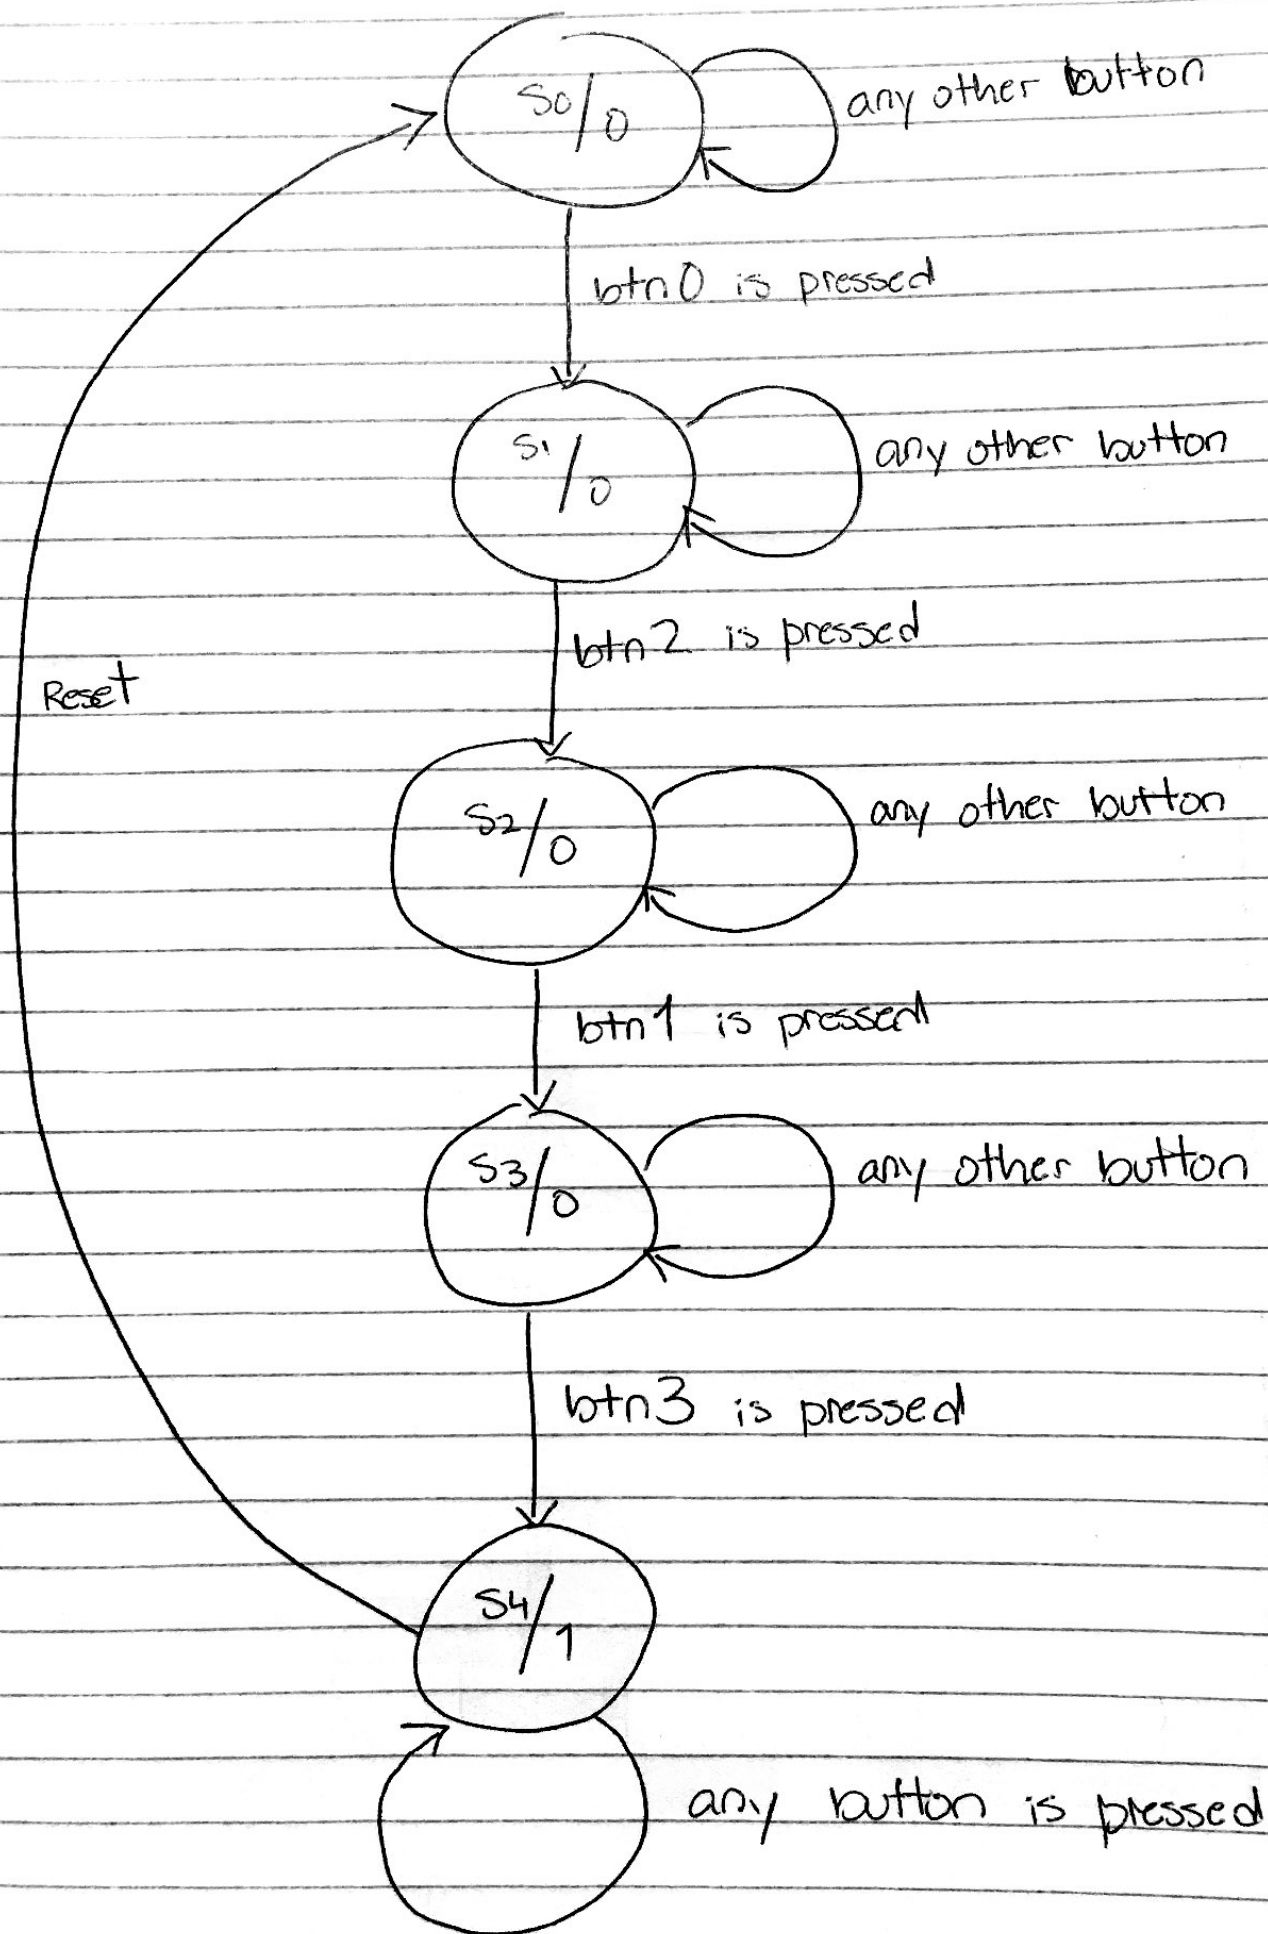 S0/0
any other button
btn0 is pressed
S1/0
any other button
btn2 is pressed
Reset
S2/0
any other button
btn1 is pressed
S3/0
any other button
btn3 is pressed
S4/1
any button is pressed